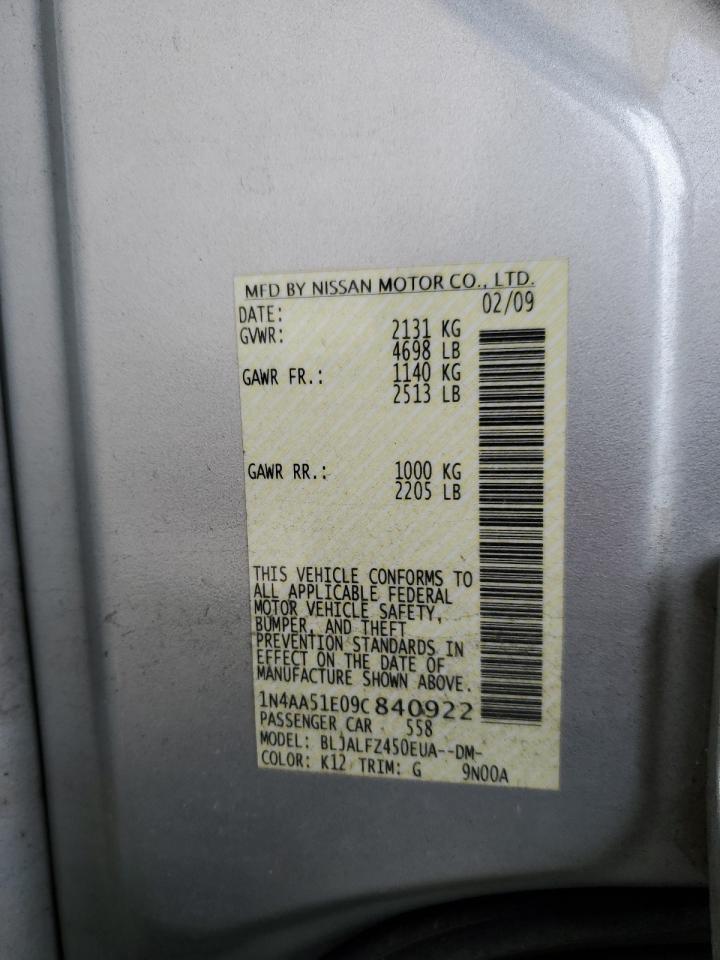 MFD BY NISSAN MOTOR CO., LTD.
DATE: 02/09
GVWR: 2131 KG
4698 LB
GAWR FR.: 1140 KG
2513 LB
GAWR RR.: 1000 KG
2205 LB
THIS VEHICLE CONFORMS TO
ALL APPLICABLE FEDERAL
MOTOR VEHICLE SAFETY,
BUMPER, AND THEFT
PREVENTION STANDARDS IN
EFFECT ON THE DATE OF
MANUFACTURE SHOWN ABOVE.
1N4AA51E09C840922
PASSENGER CAR 558
MODEL: BLJALFZ450EUA--DM-
COLOR: K12 TRIM: G 9N00A